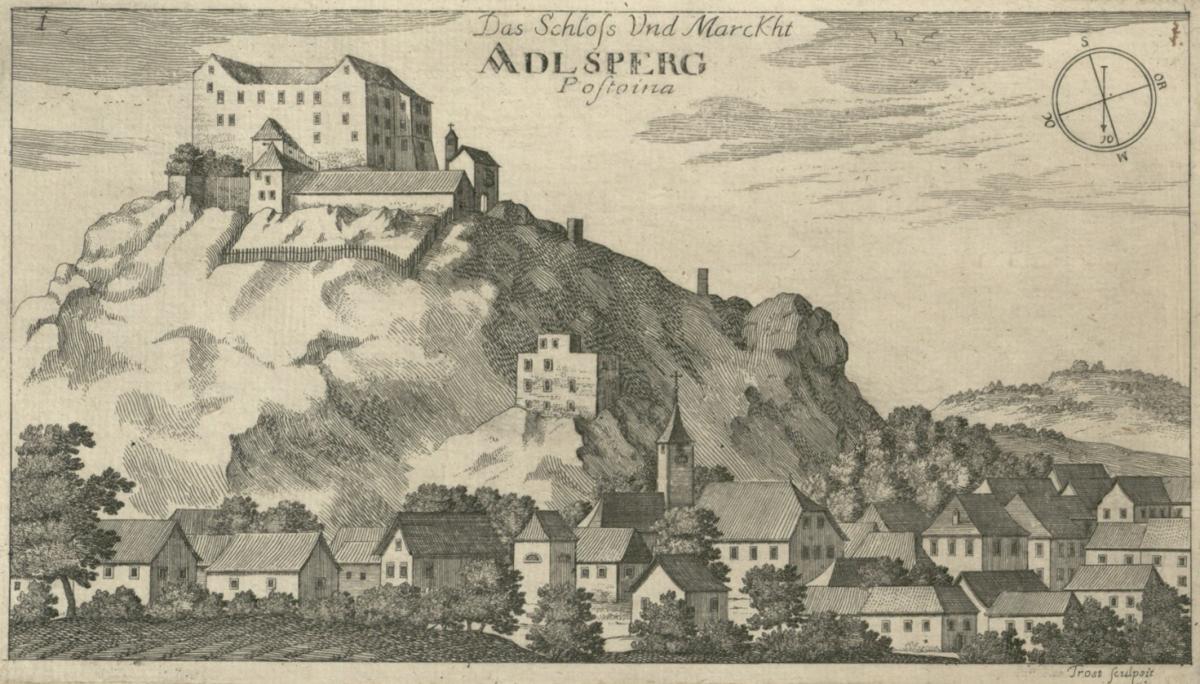 1
Das Schloſs Vnd Marckht
ADLSPERG
Poſtoina
S
OR
M
OC
Trost ſculpsit